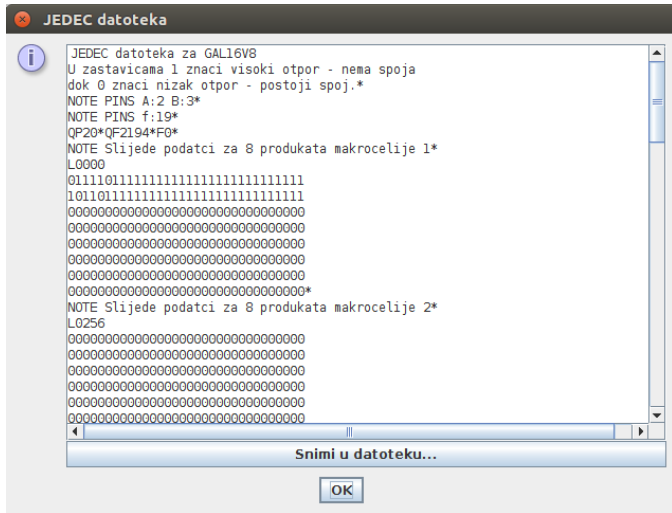 JEDEC datoteka
JEDEC datoteka za GAL16V8
U zastavicama 1 znaci visoki otpor - nema spoja
dok 0 znaci nizak otpor - postoji spoj.*
NOTE PINS A:2 B:3*
NOTE PINS f:19*
QP20*QF2194*F0*
NOTE Slijede podatci za 8 produkata makrocelije 1*
L0000
01111011111111111111111111111111
10110111111111111111111111111111
00000000000000000000000000000000
00000000000000000000000000000000
00000000000000000000000000000000
00000000000000000000000000000000
00000000000000000000000000000000
00000000000000000000000000000000*
NOTE Slijede podatci za 8 produkata makrocelije 2*
L0256
00000000000000000000000000000000
00000000000000000000000000000000
00000000000000000000000000000000
00000000000000000000000000000000
00000000000000000000000000000000
00000000000000000000000000000000
Snimi u datoteku...
OK